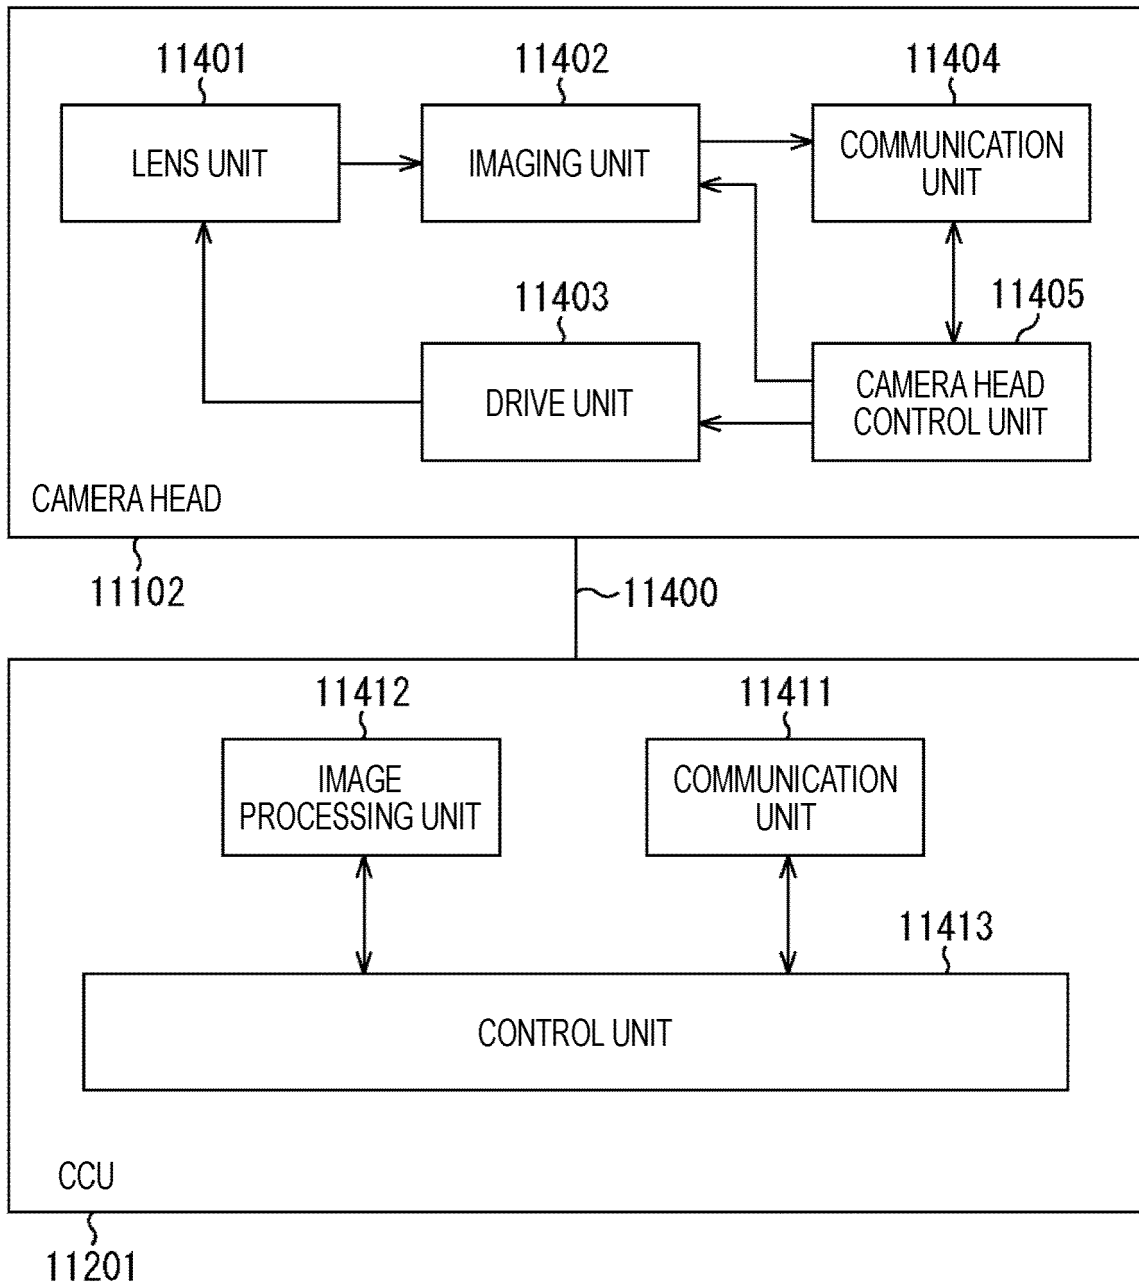 11401
11402
11404
LENS UNIT
IMAGING UNIT
COMMUNICATION
UNIT
11403
11405
DRIVE UNIT
CAMERA HEAD
CONTROL UNIT
CAMERA HEAD
11102
11400
11412
11411
IMAGE
PROCESSING UNIT
COMMUNICATION
UNIT
11413
CONTROL UNIT
CCU
11201